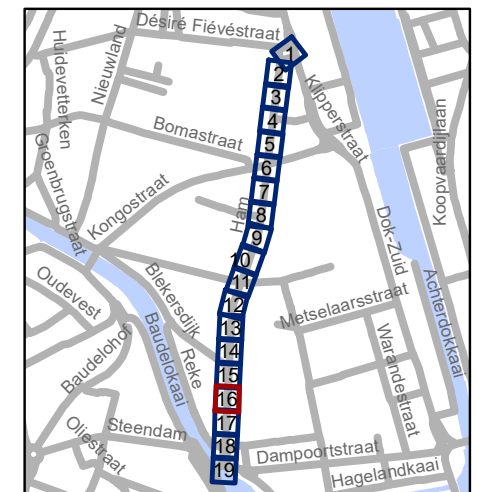 Désiré Fiévéstraat
1
2
3
4
5
6
7
8
9
10
11
12
13
14
15
16
17
18
19
Huidevetterken
Nieuwland
Klipperstraat
Bomastraat
Koopvaardijlaan
Groenbrugstraat
Kongostraat
Ham
Dok-Zuid
Achterdokkaai
Oudevest
Blekersdijk
Metselaarsstraat
Baudelokaai
Reke
Baudelohof
Warandestraat
Steendam
Oliestraat
Dampoortstraat
Hagelandkaai